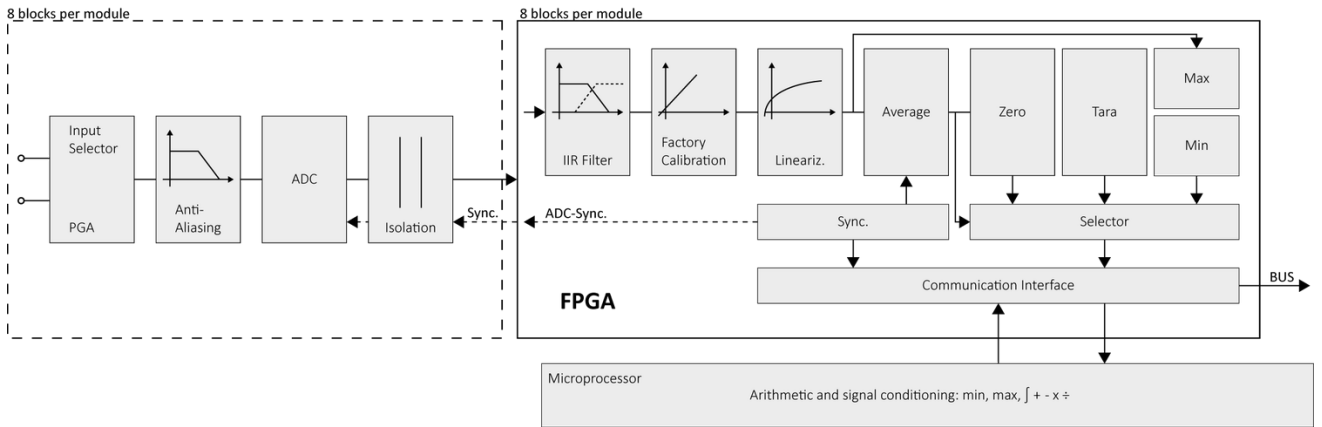 8 blocks per module
8 blocks per module
Input
Selector
PGA
Anti-
Aliasing
ADC
Isolation
Sync.
ADC-Sync.
IIR Filter
Factory
Calibration
Lineariz.
Average
Zero
Tara
Max
Min
Sync.
Selector
Communication Interface
BUS
FPGA
Microprocessor
Arithmetic and signal conditioning: min, max, ∫ + - x ÷